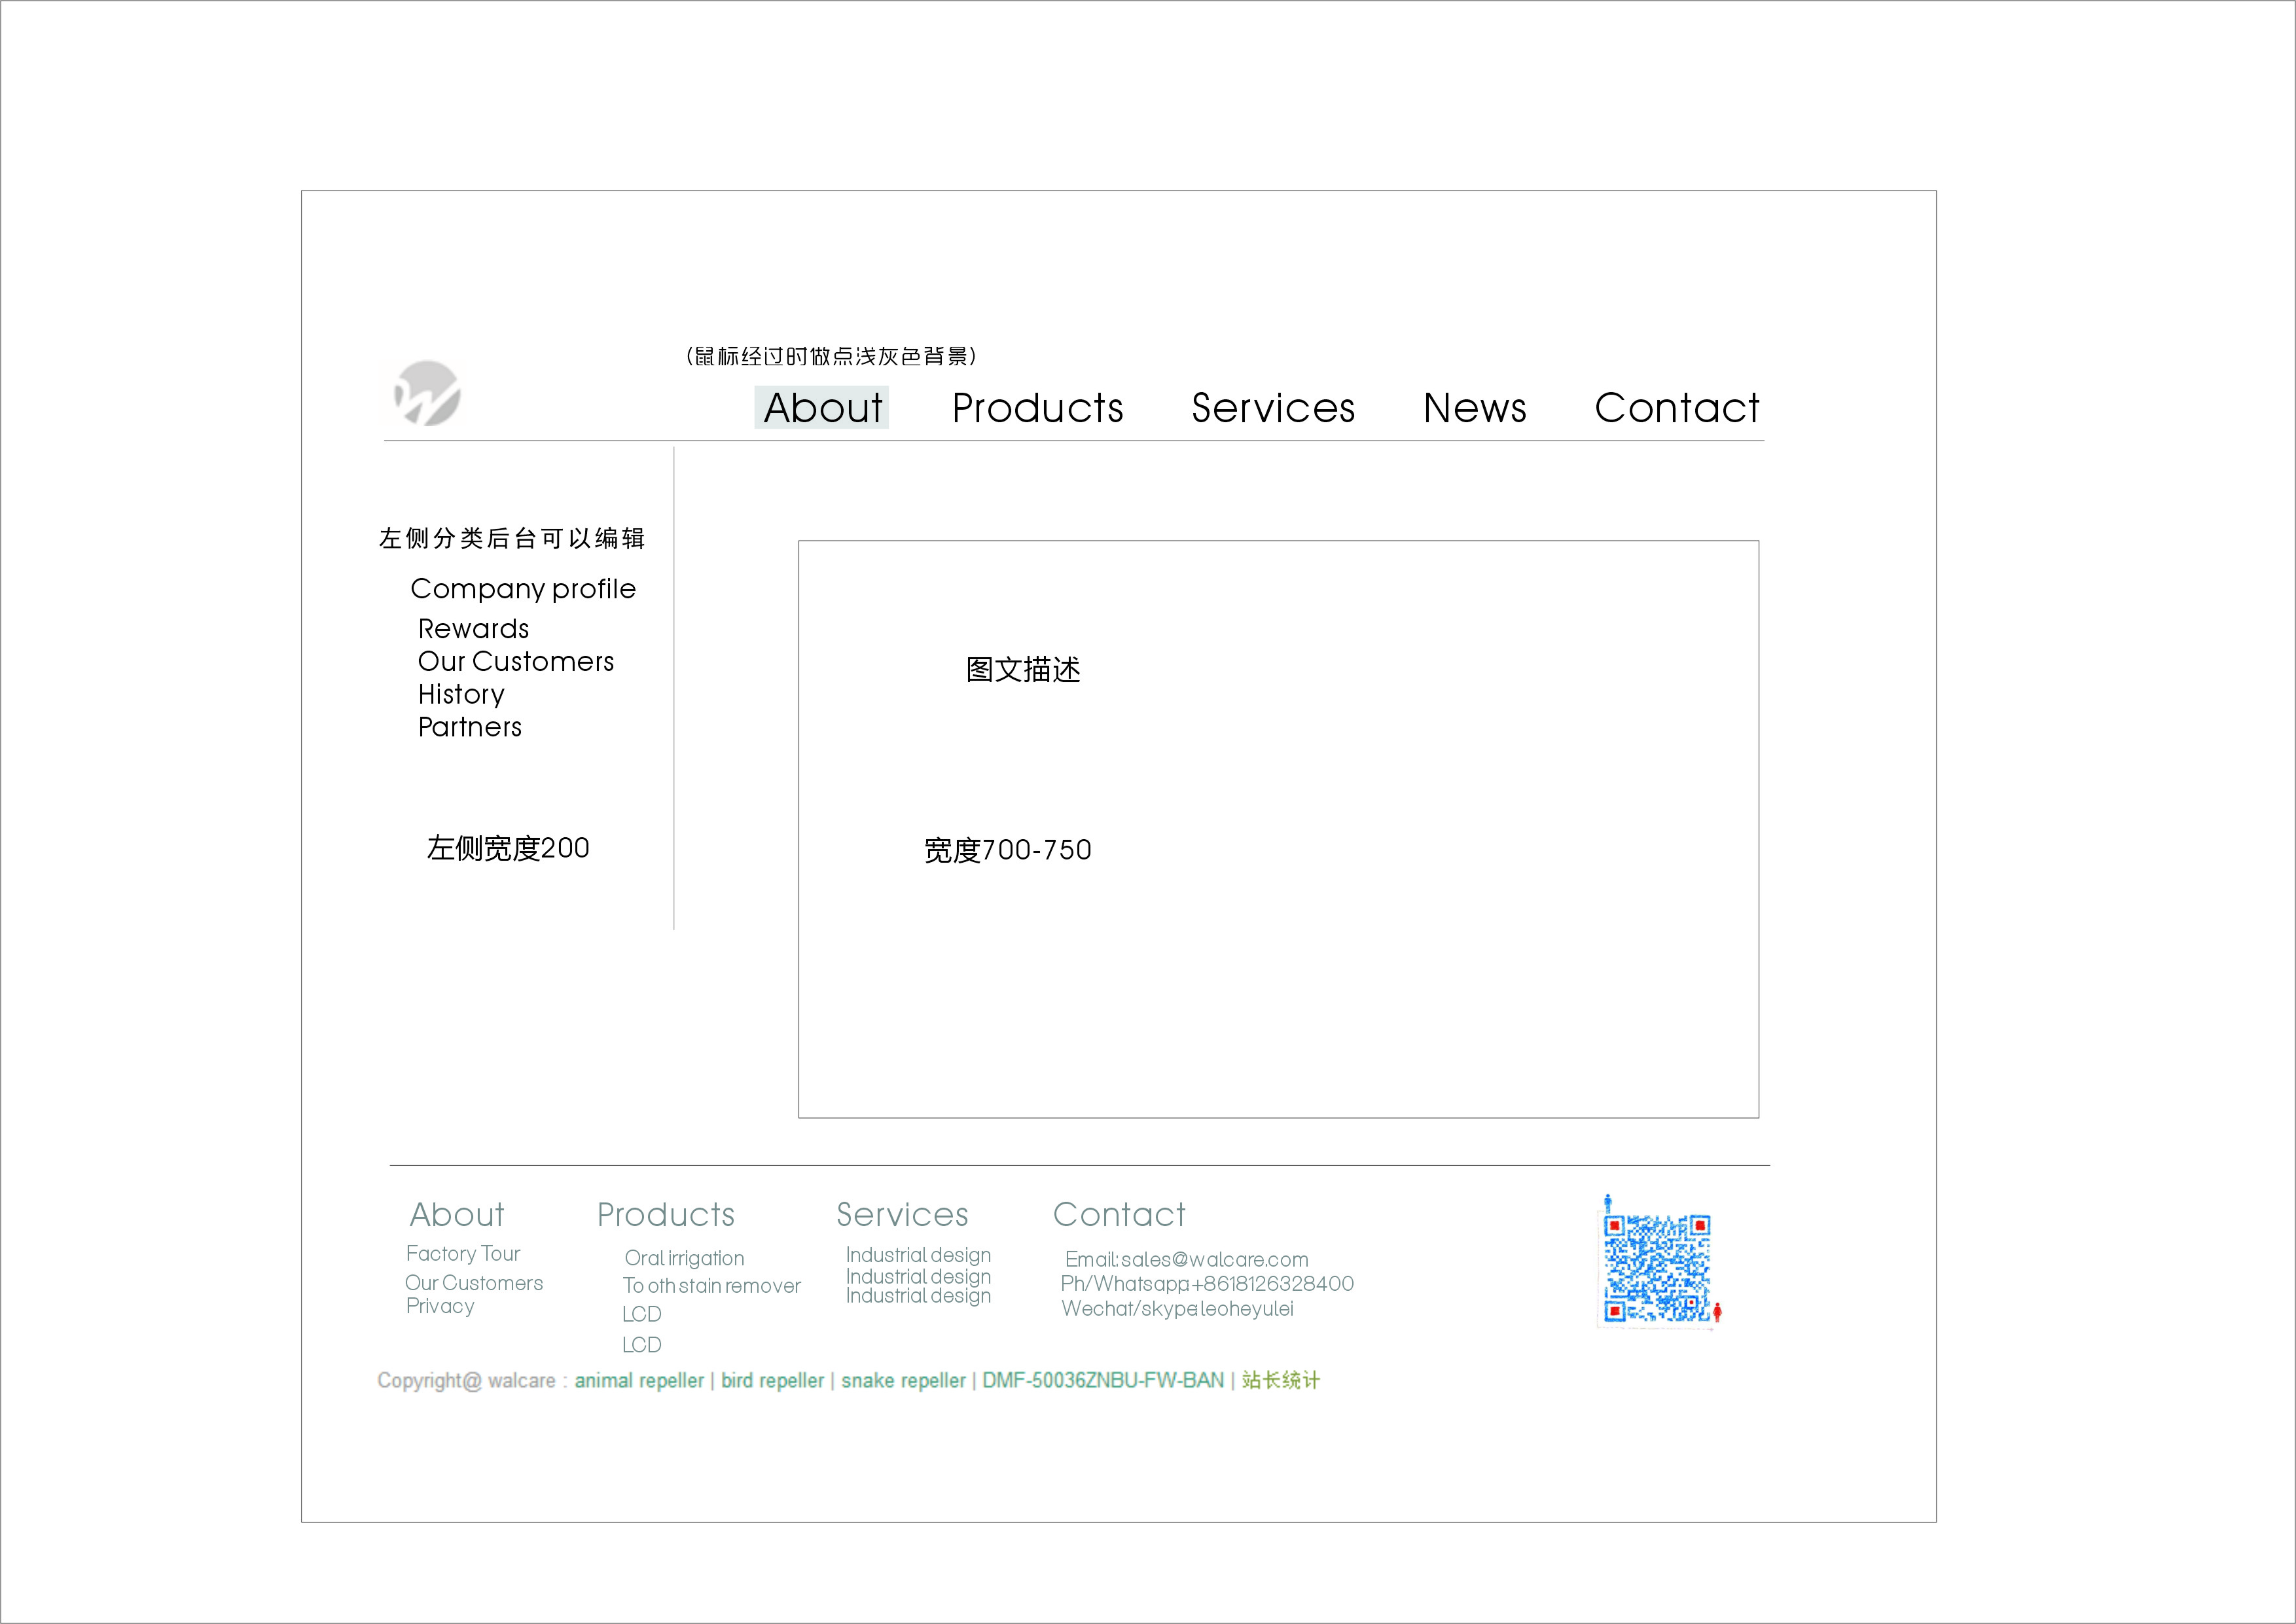 (鼠标经过时做点浅灰色背景)
About Products Services News Contact
左侧分类后台可以编辑
Company profile
Rewards
Our Customers
History
Partners
左侧宽度200
图文描述
宽度700-750
About
Factory Tour
Our Customers
Privacy
Products
Oral irrigation
To oth stain remover
LCD
LCD
Services
Industrial design
Industrial design
Industrial design
Contact
Email:sales@walcare.com
Ph/Whatsapp:+8618126328400
Wechat/skype:leoheyulei
Copyright@ walcare : animal repeller | bird repeller | snake repeller | DMF-50036ZNBU-FW-BAN | 站长统计